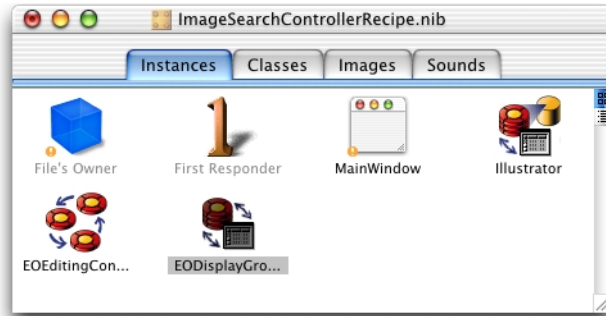 ImageSearchControllerRecipe.nib
Instances Classes Images Sounds
File's Owner First Responder MainWindow Illustrator
EOEditingCon... EODisplayGro...